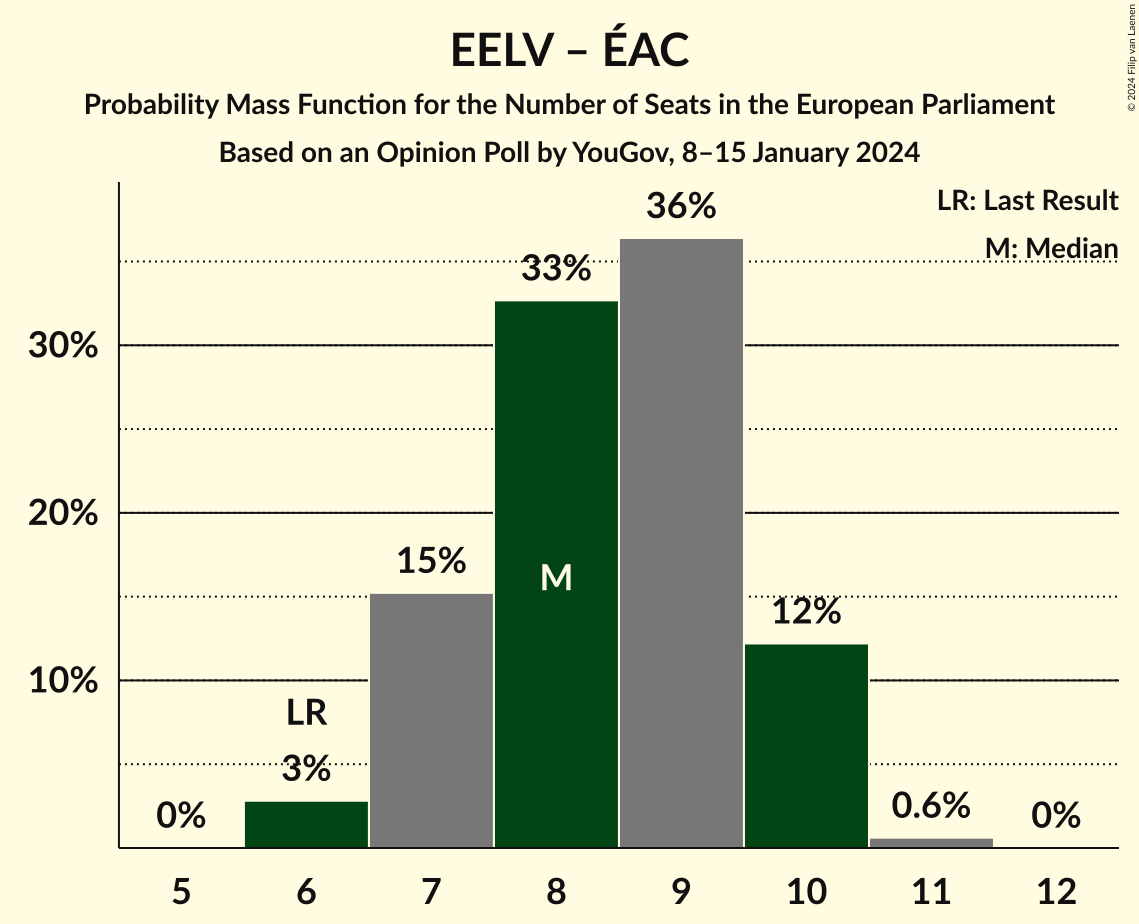 EELV – ÉAC
Probability Mass Function for the Number of Seats in the European Parliament
Based on an Opinion Poll by YouGov, 8–15 January 2024
© 2024 Filip van Laenen
LR: Last Result
M: Median
30%
20%
10%
0%
LR
3%
15%
33%
M
36%
12%
0.6%
0%
5 6 7 8 9 10 11 12